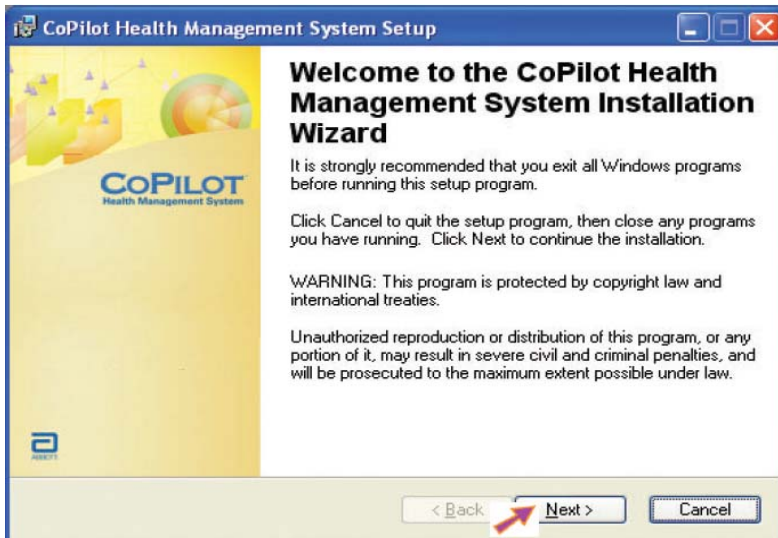 CoPilot Health Management System Setup
Welcome to the CoPilot Health
Management System Installation
Wizard
It is strongly recommended that you exit all Windows programs
before running this setup program.
Click Cancel to quit the setup program, then close any programs
you have running. Click Next to continue the installation.
WARNING: This program is protected by copyright law and
international treaties.
Unauthorized reproduction or distribution of this program, or any
portion of it, may result in severe civil and criminal penalties, and
will be prosecuted to the maximum extent possible under law.
COPILOT
Health Management System
ABBOTT
< Back Next > Cancel